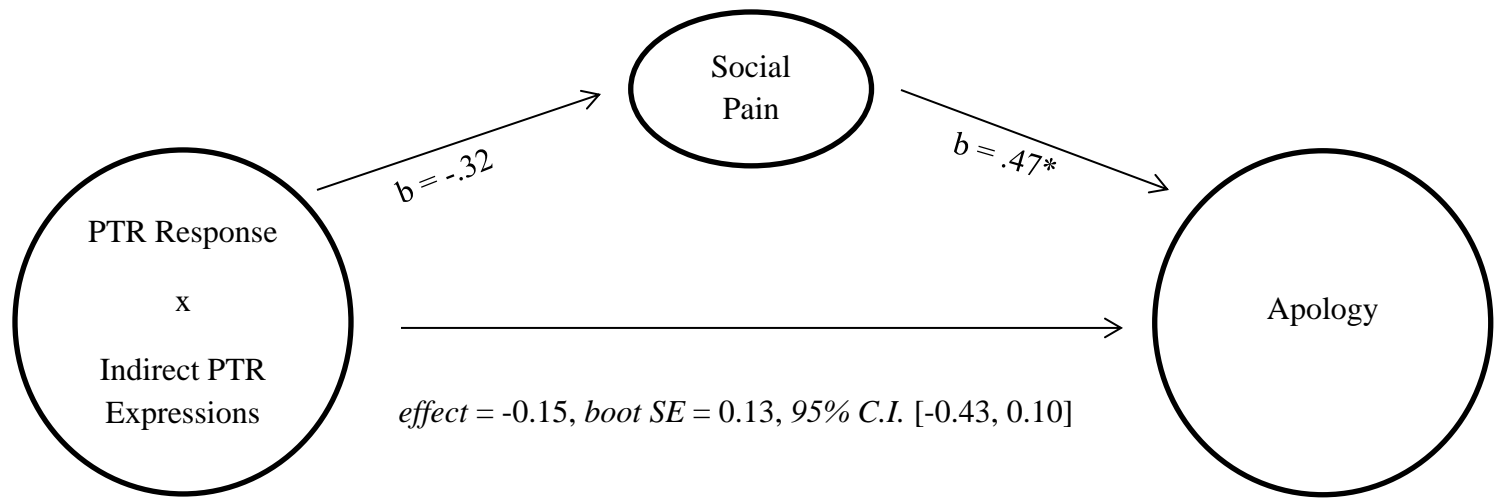 Social
Pain
b = -.32
b = .47*
PTR Response
x
Indirect PTR
Expressions
Apology
effect = -0.15, boot SE = 0.13, 95% C.I. [-0.43, 0.10]